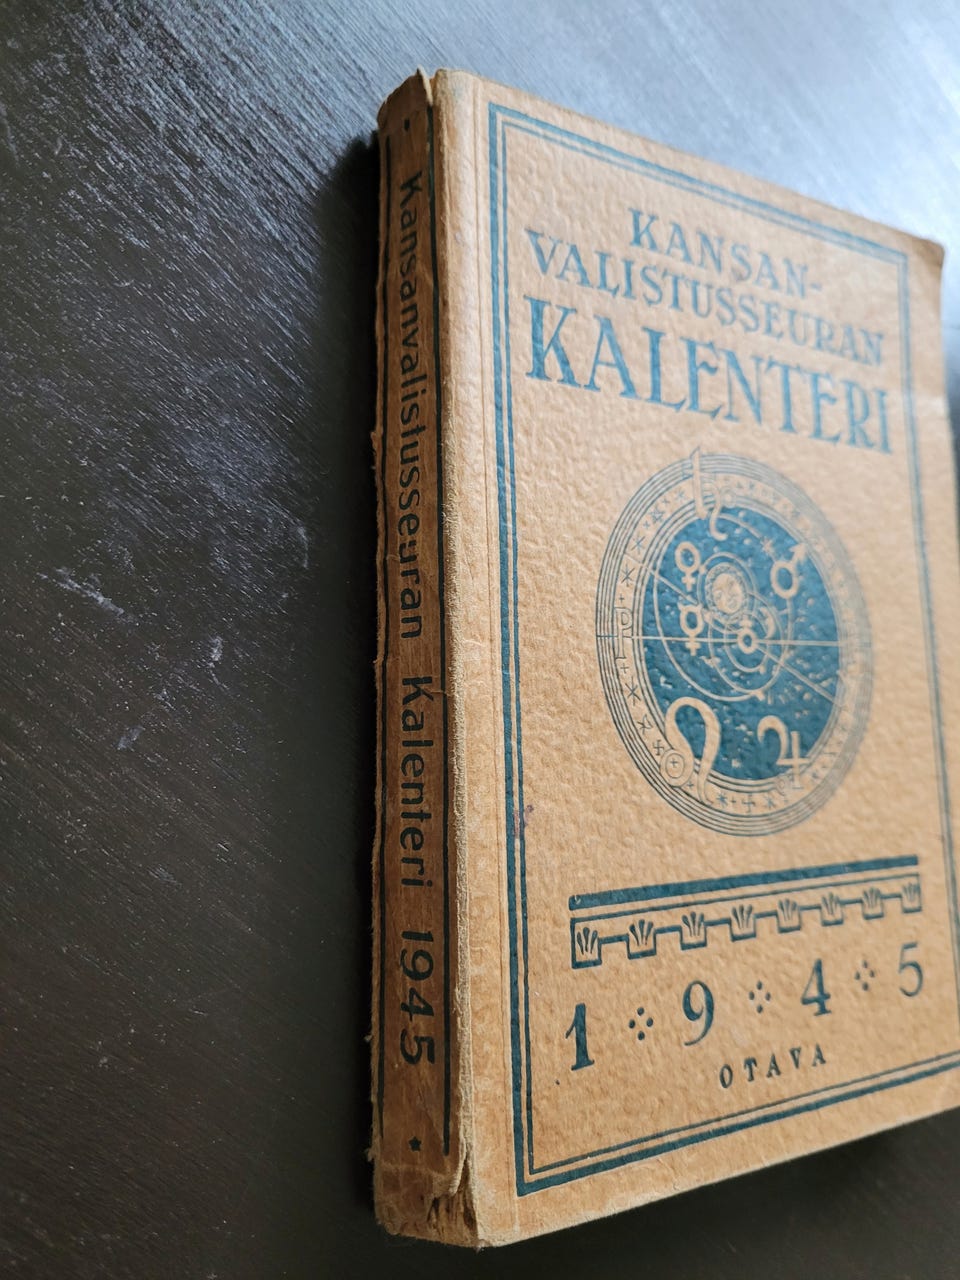 Kansanvalistusseuran Kalenteri 1945
KANSAN-
VALISTUSSEURAN
KALENTERI
1 9 4 5
OTAVA